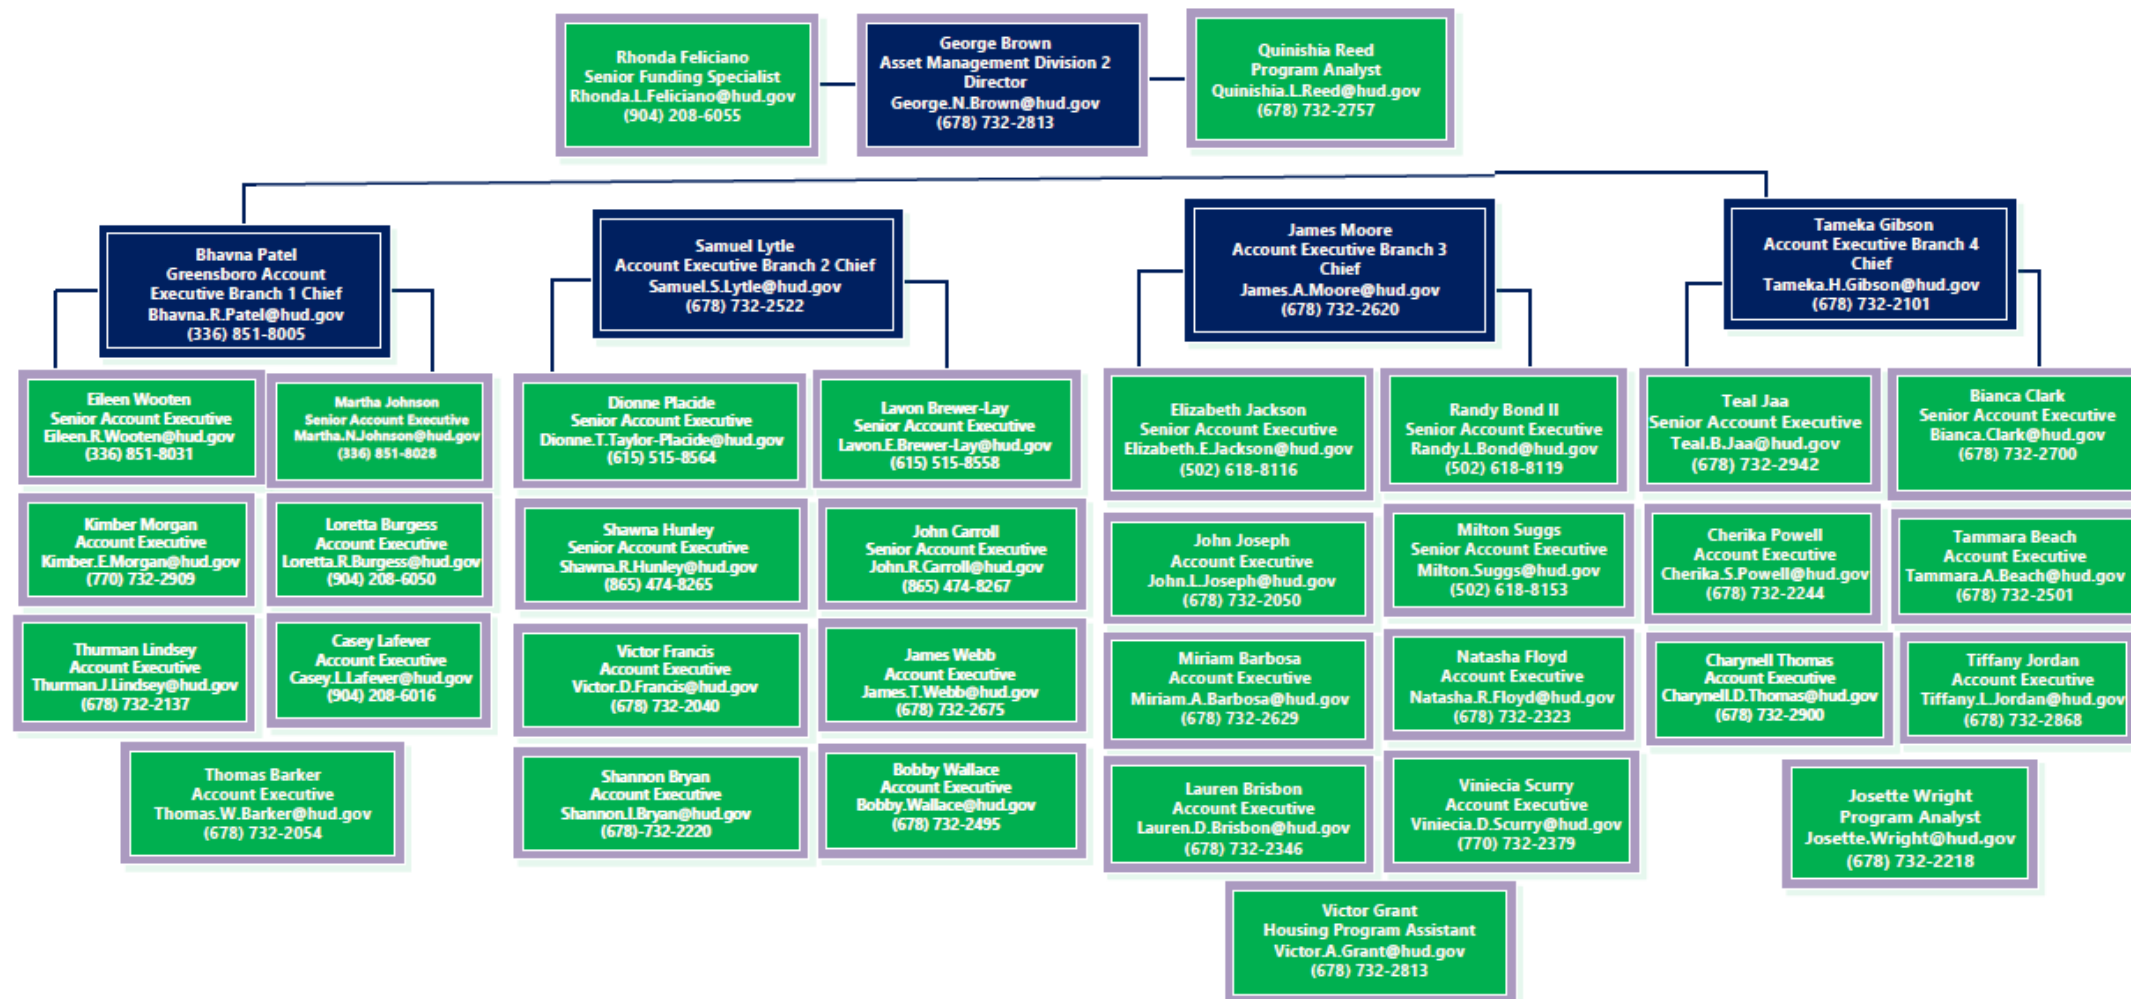 Rhonda Feliciano
Senior Funding Specialist
Rhonda.L.Feliciano@hud.gov
(904) 208-6055
George Brown
Asset Management Division 2
Director
George.N.Brown@hud.gov
(678) 732-2813
Quinishia Reed
Program Analyst
Quinishia.L.Reed@hud.gov
(678) 732-2757
Bhavna Patel
Greensboro Account
Executive Branch 1 Chief
Bhavna.R.Patel@hud.gov
(336) 851-8005
Samuel Lytle
Account Executive Branch 2 Chief
Samuel.S.Lytle@hud.gov
(678) 732-2522
James Moore
Account Executive Branch 3
Chief
James.A.Moore@hud.gov
(678) 732-2620
Tameka Gibson
Account Executive Branch 4
Chief
Tameka.H.Gibson@hud.gov
(678) 732-2101
Eileen Wooten
Senior Account Executive
Eileen.R.Wooten@hud.gov
(336) 851-8031
Martha Johnson
Senior Account Executive
Martha.N.Johnson@hud.gov
(336) 851-8028
Dionne Placide
Senior Account Executive
Dionne.T.Taylor-Placide@hud.gov
(615) 515-8564
Lavon Brewer-Lay
Senior Account Executive
Lavon.E.Brewer-Lay@hud.gov
(615) 515-8558
Elizabeth Jackson
Senior Account Executive
Elizabeth.E.Jackson@hud.gov
(502) 618-8116
Randy Bond II
Senior Account Executive
Randy.L.Bond@hud.gov
(502) 618-8119
Teal Jaa
Senior Account Executive
Teal.B.Jaa@hud.gov
(678) 732-2942
Bianca Clark
Senior Account Executive
Bianca.Clark@hud.gov
(678) 732-2700
Kimber Morgan
Account Executive
Kimber.E.Morgan@hud.gov
(770) 732-2909
Loretta Burgess
Account Executive
Loretta.R.Burgess@hud.gov
(904) 208-6050
Shawna Hunley
Senior Account Executive
Shawna.R.Hunley@hud.gov
(865) 474-8265
John Carroll
Senior Account Executive
John.R.Carroll@hud.gov
(865) 474-8267
John Joseph
Account Executive
John.L.Joseph@hud.gov
(678) 732-2050
Milton Suggs
Senior Account Executive
Milton.Suggs@hud.gov
(502) 618-8153
Cherika Powell
Account Executive
Cherika.S.Powell@hud.gov
(678) 732-2244
Tammara Beach
Account Executive
Tammara.A.Beach@hud.gov
(678) 732-2501
Thurman Lindsey
Account Executive
Thurman.J.Lindsey@hud.gov
(678) 732-2137
Casey Lafever
Account Executive
Casey.L.Lafever@hud.gov
(904) 208-6016
Victor Francis
Account Executive
Victor.D.Francis@hud.gov
(678) 732-2040
James Webb
Account Executive
James.T.Webb@hud.gov
(678) 732-2675
Miriam Barbosa
Account Executive
Miriam.A.Barbosa@hud.gov
(678) 732-2629
Natasha Floyd
Account Executive
Natasha.R.Floyd@hud.gov
(678) 732-2323
Charynell Thomas
Account Executive
Charynell.D.Thomas@hud.gov
(678) 732-2900
Tiffany Jordan
Account Executive
Tiffany.L.Jordan@hud.gov
(678) 732-2868
Thomas Barker
Account Executive
Thomas.W.Barker@hud.gov
(678) 732-2054
Shannon Bryan
Account Executive
Shannon.I.Bryan@hud.gov
(678)-732-2220
Bobby Wallace
Account Executive
Bobby.Wallace@hud.gov
(678) 732-2495
Lauren Brisbon
Account Executive
Lauren.D.Brisbon@hud.gov
(678) 732-2346
Viniecia Scurry
Account Executive
Viniecia.D.Scurry@hud.gov
(770) 732-2379
Josette Wright
Program Analyst
Josette.Wright@hud.gov
(678) 732-2218
Victor Grant
Housing Program Assistant
Victor.A.Grant@hud.gov
(678) 732-2813